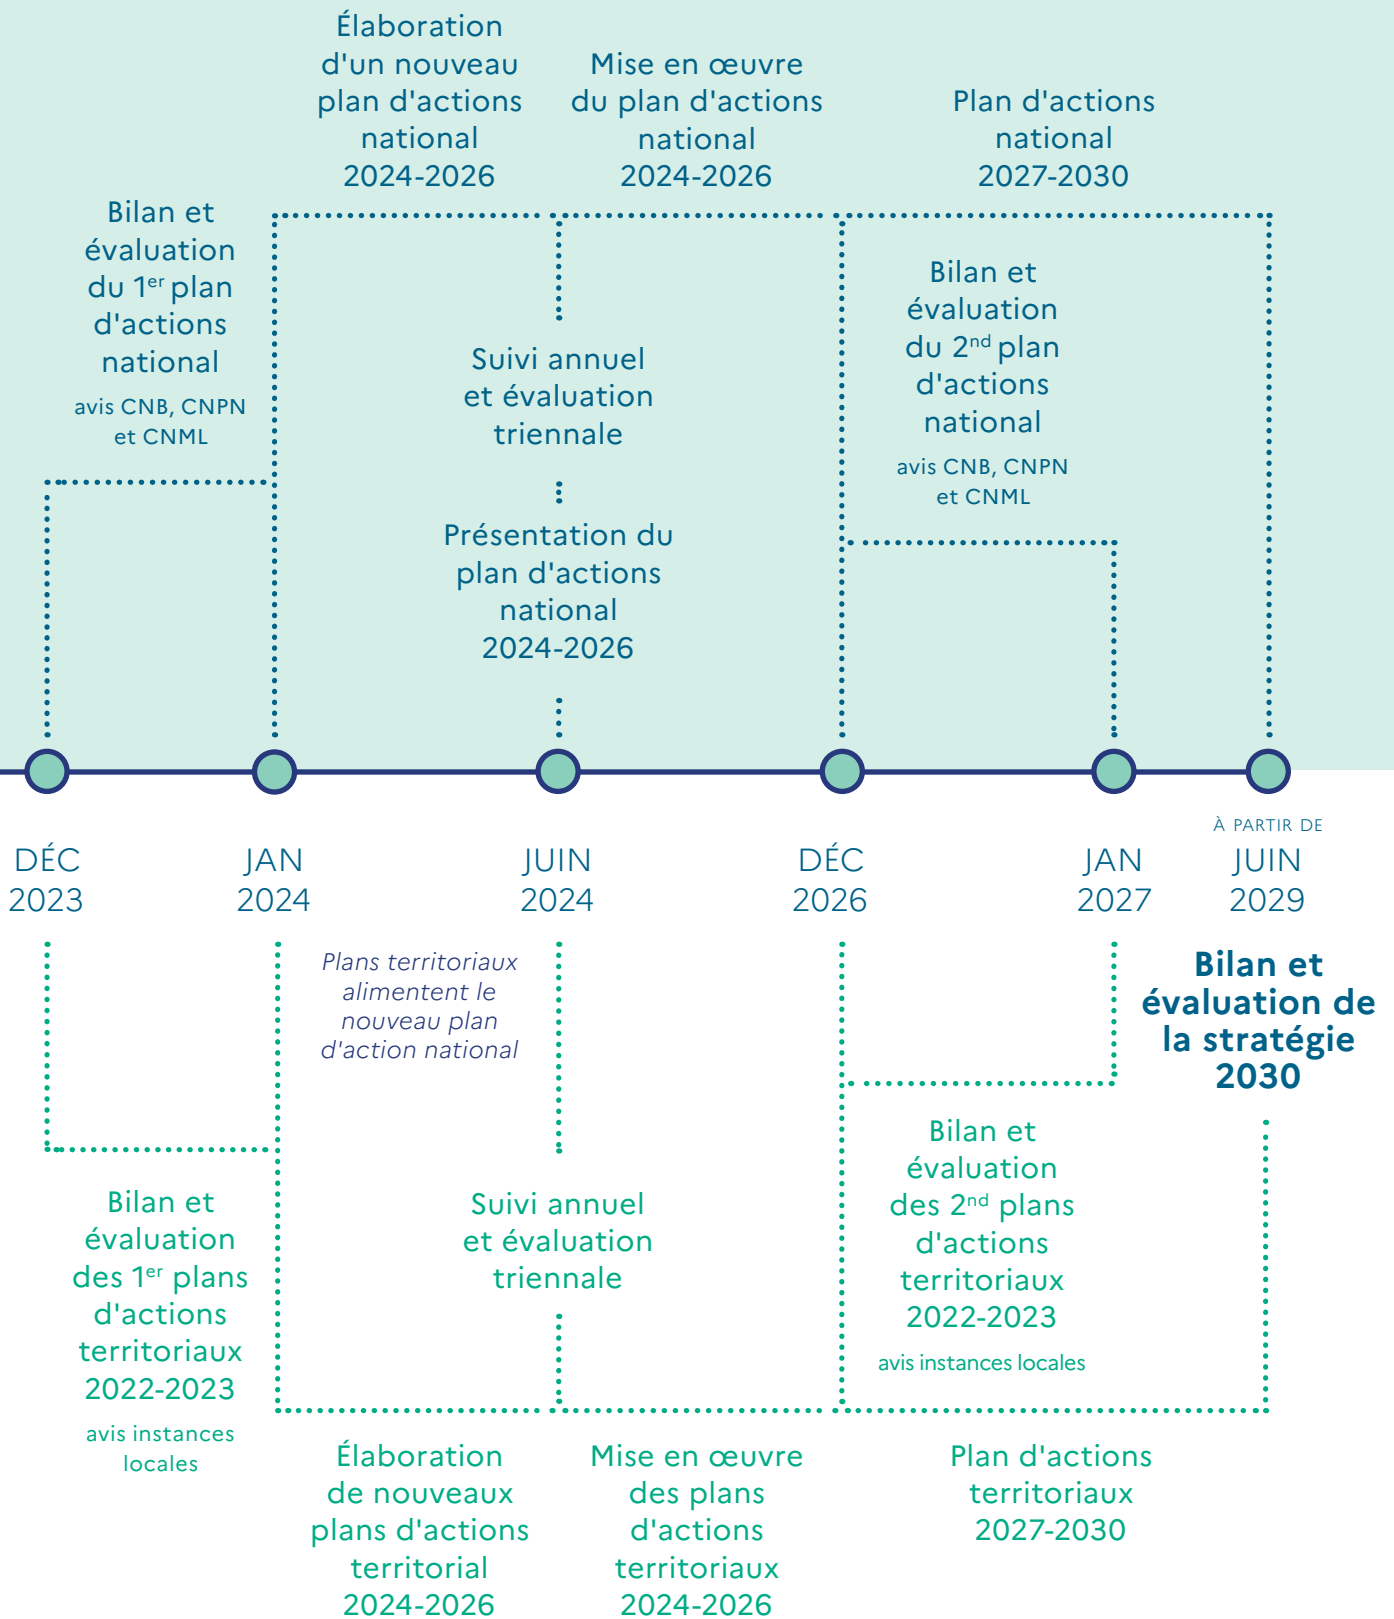 Élaboration
d'un nouveau
plan d'actions
national
2024-2026
Mise en œuvre
du plan d'actions
national
2024-2026
Plan d'actions
national
2027-2030
Bilan et
évaluation
du 1er plan
d'actions
national
avis CNB, CNPN
et CNML
Suivi annuel
et évaluation
triennale
Présentation du
plan d'actions
national
2024-2026
Bilan et
évaluation
du 2nd plan
d'actions
national
avis CNB, CNPN
et CNML
DÉC
2023
JAN
2024
JUIN
2024
DÉC
2026
JAN
2027
À PARTIR DE
JUIN
2029
Plans territoriaux
alimentent le
nouveau plan
d'action national
Bilan et
évaluation de
la stratégie
2030
Bilan et
évaluation
des 1er plans
d'actions
territoriaux
2022-2023
avis instances
locales
Suivi annuel
et évaluation
triennale
Bilan et
évaluation
des 2nd plans
d'actions
territoriaux
2022-2023
avis instances locales
Élaboration
de nouveaux
plans d'actions
territorial
2024-2026
Mise en œuvre
des plans
d'actions
territoriaux
2024-2026
Plan d'actions
territoriaux
2027-2030